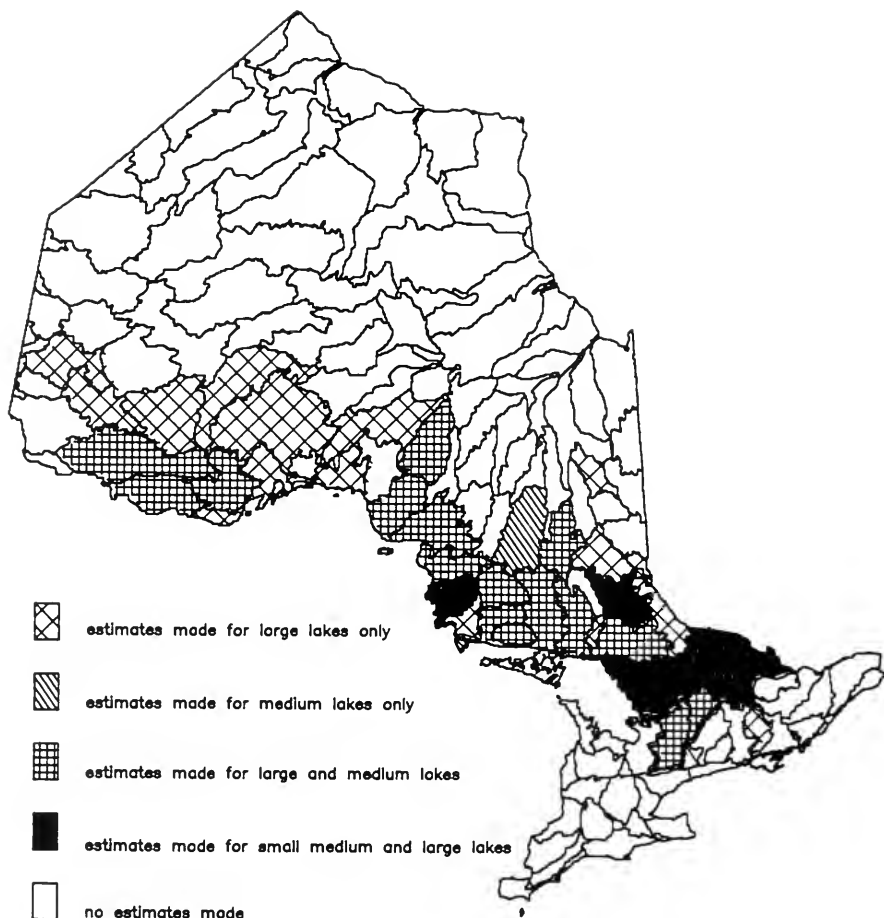 estimates made for large lakes only
estimates made for medium lakes only
estimates made for large and medium lakes
estimates made for small medium and large lakes
no estimates made